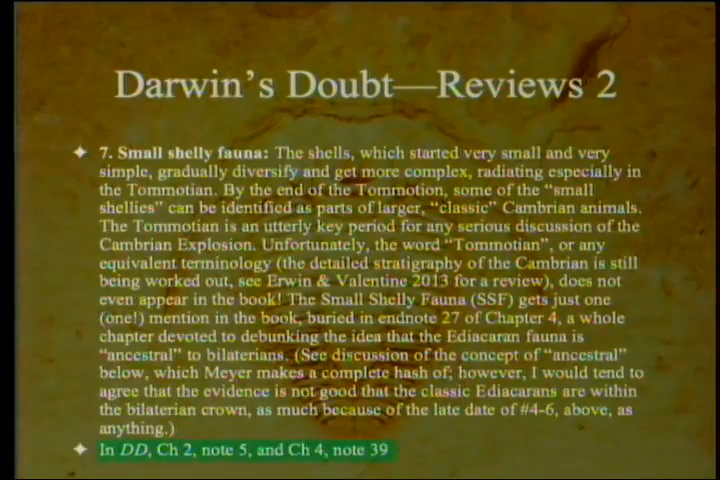 Darwin's Doubt—Reviews 2
7. Small shelly fauna: The shells, which started very small and very
simple, gradually diversify and get more complex, radiating especially in
the Tommotian. By the end of the Tommotion, some of the "small
shellies" can be identified as parts of larger, "classic" Cambrian animals.
The Tommotian is an utterly key period for any serious discussion of the
Cambrian Explosion. Unfortunately, the word "Tommotian", or any
equivalent terminology (the detailed stratigraphy of the Cambrian is still
being worked out, see Erwin & Valentine 2013 for a review), does not
even appear in the book! The Small Shelly Fauna (SSF) gets just one
(one!) mention in the book, buried in endnote 27 of Chapter 4, a whole
chapter devoted to debunking the idea that the Ediacaran fauna is
"ancestral" to bilaterians. (See discussion of the concept of "ancestral"
below, which Meyer makes a complete hash of; however, I would tend to
agree that the evidence is not good that the classic Ediacarans are within
the bilaterian crown, as much because of the late date of #4-6, above, as
anything.)
In DD, Ch 2, note 5, and Ch 4, note 39